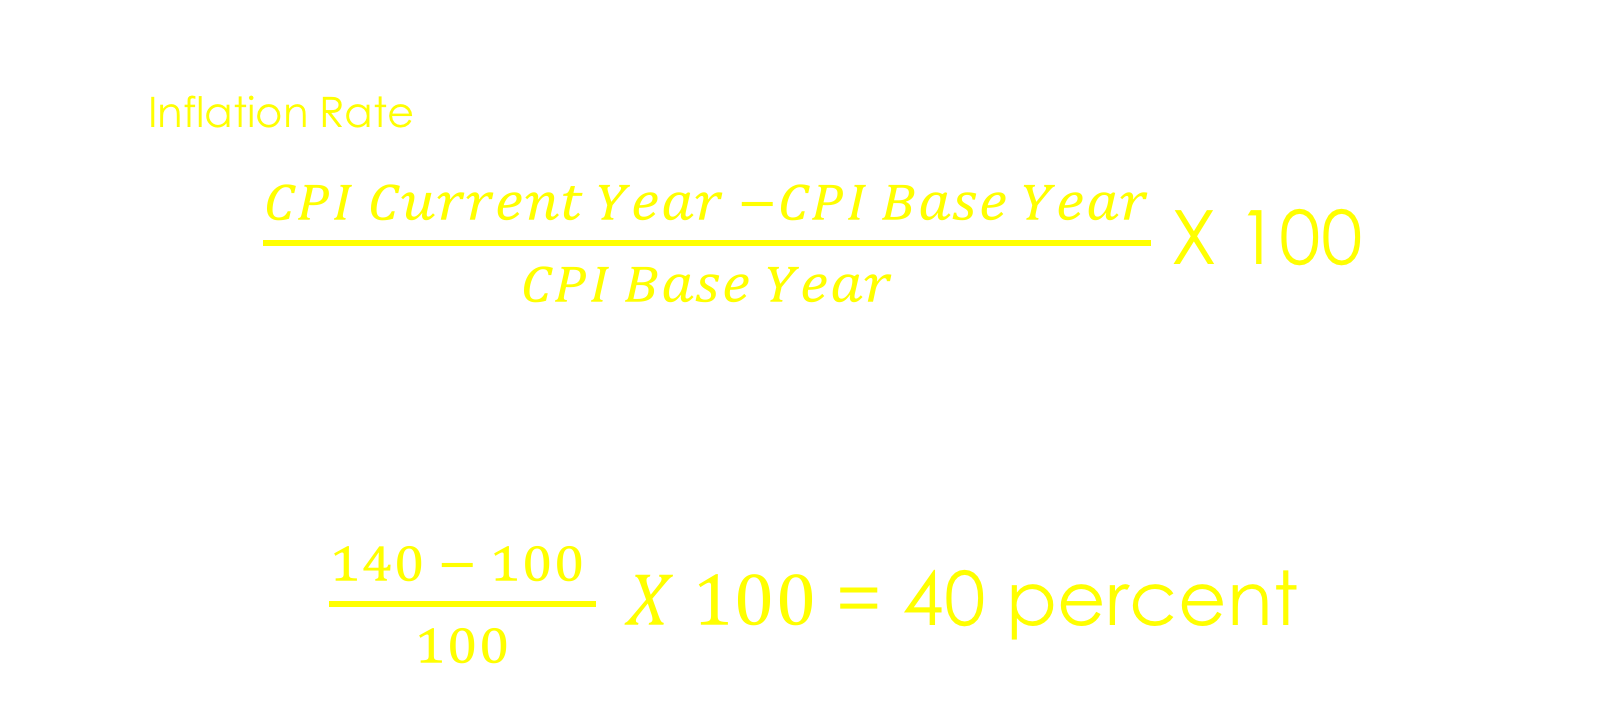 Inflation Rate
CPI Current Year −CPI Base Year
CPI Base Year
X 100
140 − 100
100
X 100 = 40 percent